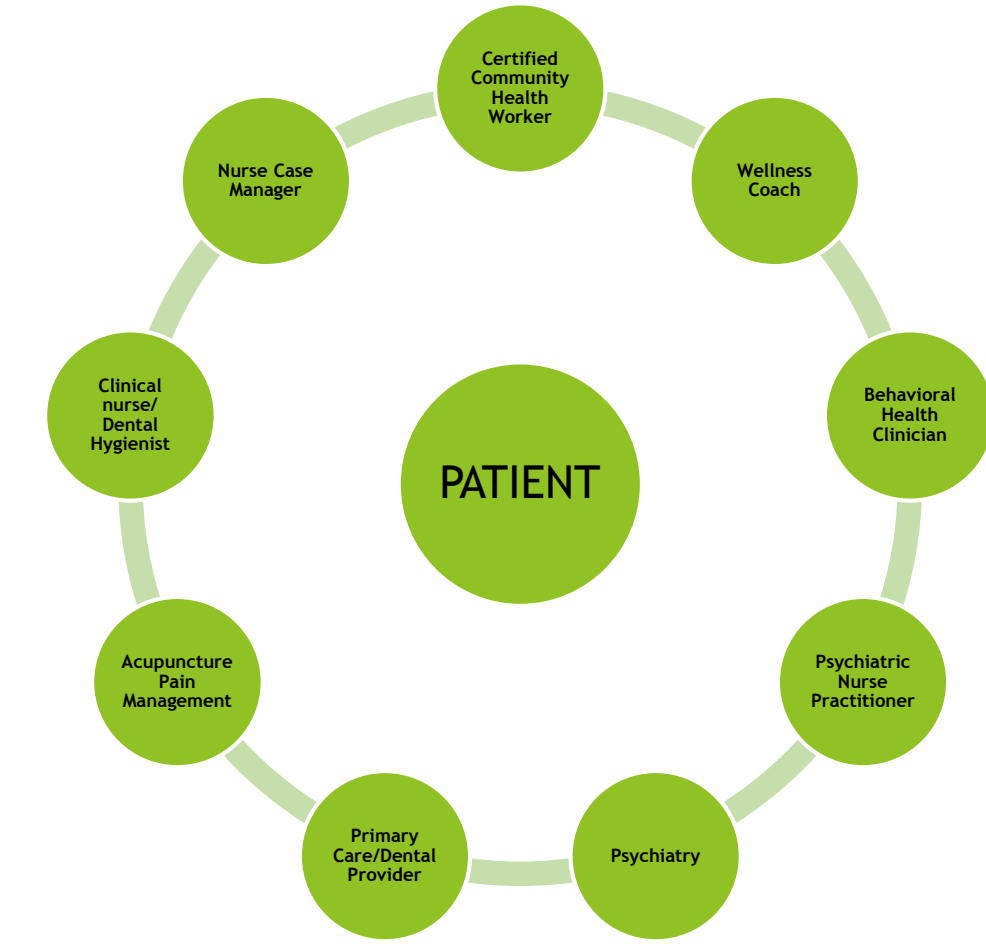 Certified
Community
Health
Worker
Wellness
Coach
Behavioral
Health
Clinician
Psychiatric
Nurse
Practitioner
Psychiatry
Primary
Care/Dental
Provider
Acupuncture
Pain
Management
Clinical
nurse/
Dental
Hygienist
Nurse Case
Manager
PATIENT